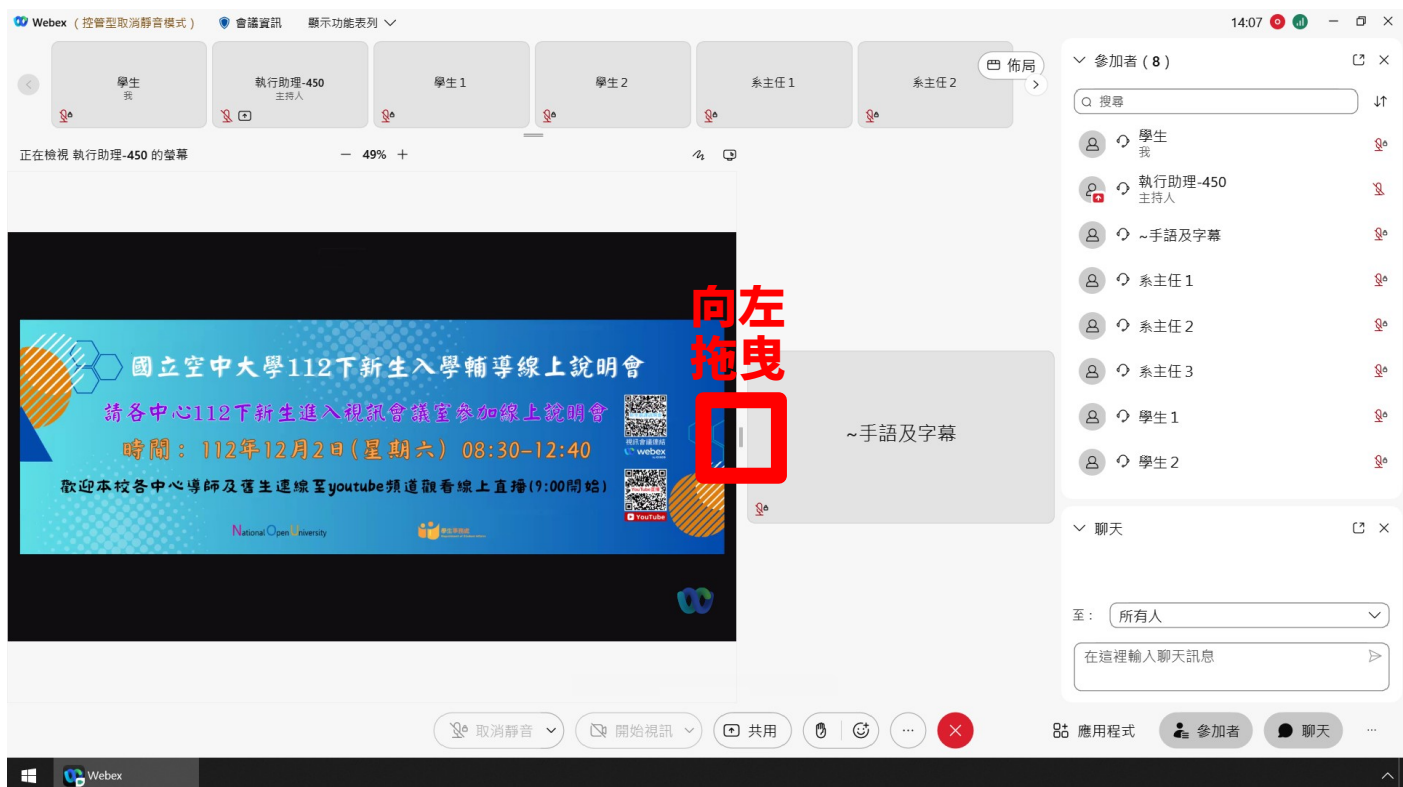 Webex (控管型取消靜音模式) 會議資訊 顯示功能表列 14:07
學生
我
執行助理-450
主持人
學生 1
學生 2
系主任 1
系主任 2
佈局
正在檢視 執行助理-450 的螢幕
49%
國立空中大學112下新生入學輔導線上說明會
請各中心112下新生進入視訊會議室參加線上說明會
時間：112年12月2日(星期六) 08:30-12:40
歡迎本校各中心導師及舊生連線至youtube頻道觀看線上直播(9:00開始)
視訊會議連結
webex
YouTube
National Open University
向左
拖曳
~手語及字幕
參加者 (8)
搜尋
學生
我
執行助理-450
主持人
~手語及字幕
系主任 1
系主任 2
系主任 3
學生 1
學生 2
聊天
至： 所有人
在這裡輸入聊天訊息
取消靜音 開始視訊 共用 應用程式 參加者 聊天
Webex